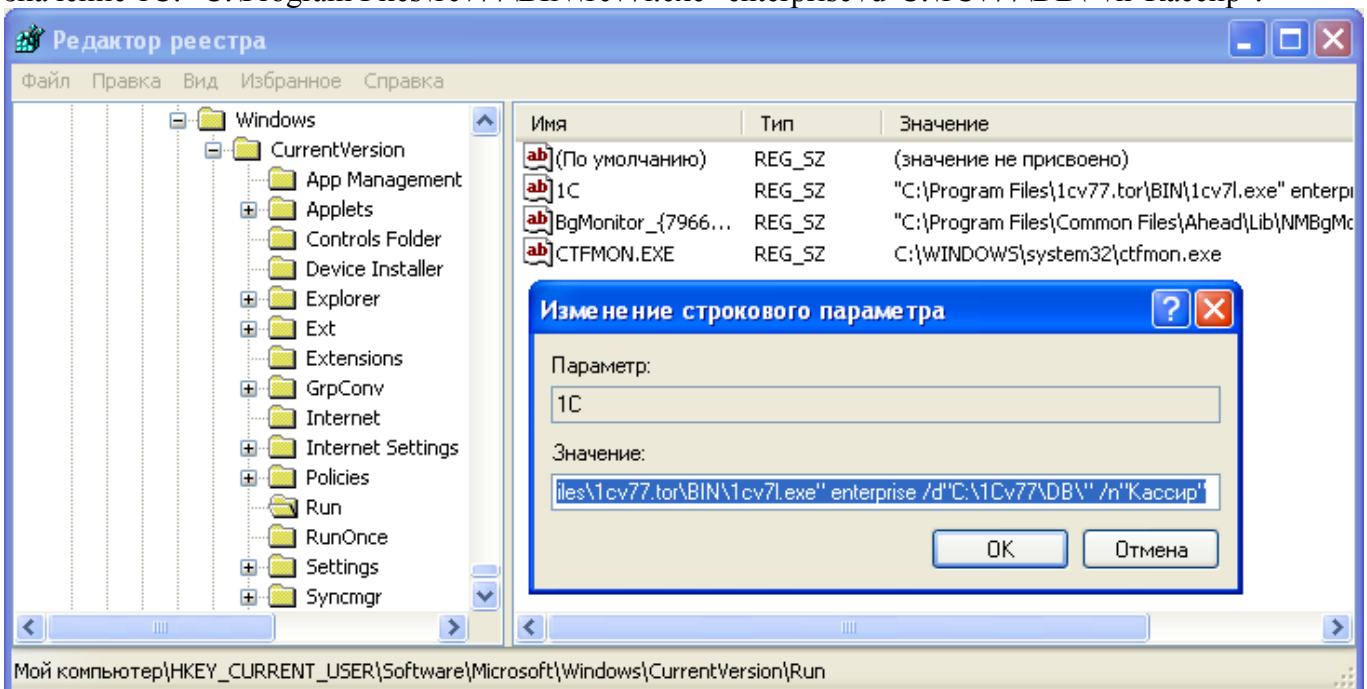 Редактор реестра
Файл Правка Вид Избранное Справка
Windows
CurrentVersion
App Management
Applets
Controls Folder
Device Installer
Explorer
Ext
Extensions
GrpConv
Internet
Internet Settings
Policies
Run
RunOnce
Settings
Syncmgr
Имя Тип Значение
(По умолчанию) REG_SZ (значение не присвоено)
1C REG_SZ "C:\Program Files\1cv77.tor\BIN\1cv7l.exe" enterpr
BgMonitor_{7966... REG_SZ "C:\Program Files\Common Files\Ahead\Lib\NMBgMo
CTFMON.EXE REG_SZ C:\WINDOWS\system32\ctfmon.exe
Изменение строкового параметра
Параметр:
1C
Значение:
iles\1cv77.tor\BIN\1cv7l.exe" enterprise /d"C:\1Cv77\DB\" /n"Кассир"
OK Отмена
Мой компьютер\HKEY_CURRENT_USER\Software\Microsoft\Windows\CurrentVersion\Run